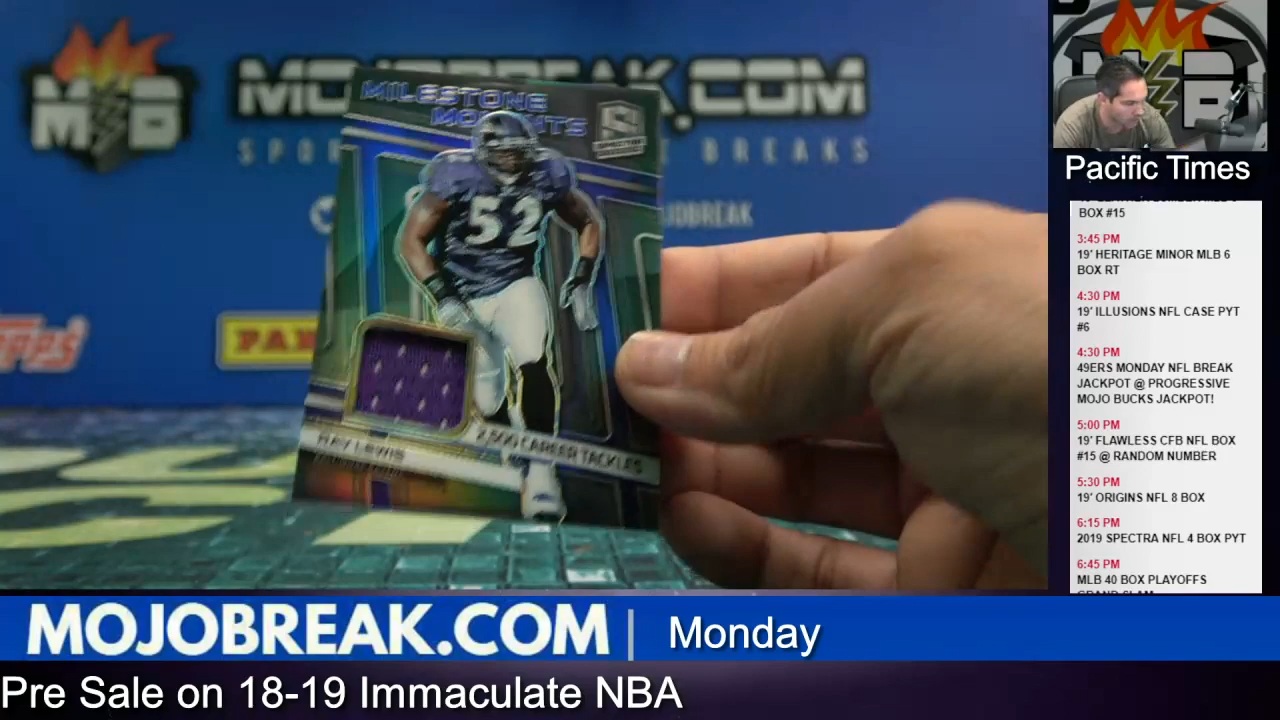 MOJOBREAK.COM
MILESTONE
MOMENTS
SPECTRA
52
RAY LEWIS
2,500 CAREER TACKLES
Pacific Times
BOX #15
3:45 PM
19' HERITAGE MINOR MLB 6
BOX RT
4:30 PM
19' ILLUSIONS NFL CASE PYT
#6
4:30 PM
49ERS MONDAY NFL BREAK
JACKPOT @ PROGRESSIVE
MOJO BUCKS JACKPOT!
5:00 PM
19' FLAWLESS CFB NFL BOX
#15 @ RANDOM NUMBER
5:30 PM
19' ORIGINS NFL 8 BOX
6:15 PM
2019 SPECTRA NFL 4 BOX PYT
6:45 PM
MLB 40 BOX PLAYOFFS
GRAND SLAM
MOJOBREAK.COM | Monday
Pre Sale on 18-19 Immaculate NBA